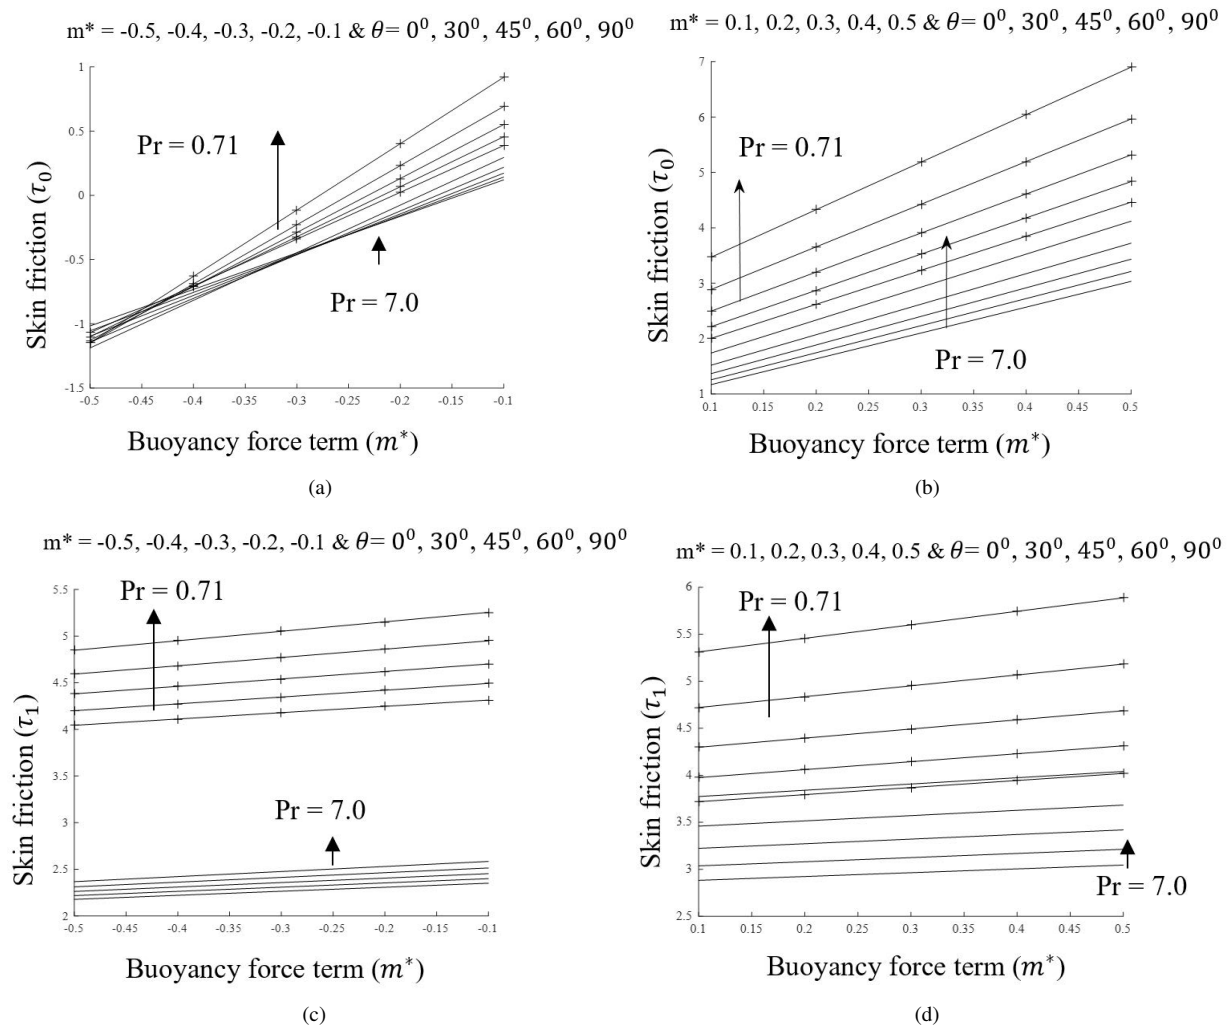 m* = -0.5, -0.4, -0.3, -0.2, -0.1 & θ= 0⁰, 30⁰, 45⁰, 60⁰, 90⁰
1
0.5
0
-0.5
-1
-1.5
Pr = 0.71
Pr = 7.0
Skin friction (τ₀)
-0.5 -0.45 -0.4 -0.35 -0.3 -0.25 -0.2 -0.15 -0.1
Buoyancy force term (m*)
(a)
m* = 0.1, 0.2, 0.3, 0.4, 0.5 & θ= 0⁰, 30⁰, 45⁰, 60⁰, 90⁰
7
6
5
4
3
2
1
Pr = 0.71
Pr = 7.0
Skin friction (τ₀)
0.1 0.15 0.2 0.25 0.3 0.35 0.4 0.45 0.5
Buoyancy force term (m*)
(b)
m* = -0.5, -0.4, -0.3, -0.2, -0.1 & θ= 0⁰, 30⁰, 45⁰, 60⁰, 90⁰
5.5
5
4.5
4
3.5
3
2.5
2
Pr = 0.71
Pr = 7.0
Skin friction (τ₁)
-0.5 -0.45 -0.4 -0.35 -0.3 -0.25 -0.2 -0.15 -0.1
Buoyancy force term (m*)
(c)
m* = 0.1, 0.2, 0.3, 0.4, 0.5 & θ= 0⁰, 30⁰, 45⁰, 60⁰, 90⁰
6
5.5
5
4.5
4
3.5
3
2.5
Pr = 0.71
Pr = 7.0
Skin friction (τ₁)
0.1 0.15 0.2 0.25 0.3 0.35 0.4 0.45 0.5
Buoyancy force term (m*)
(d)